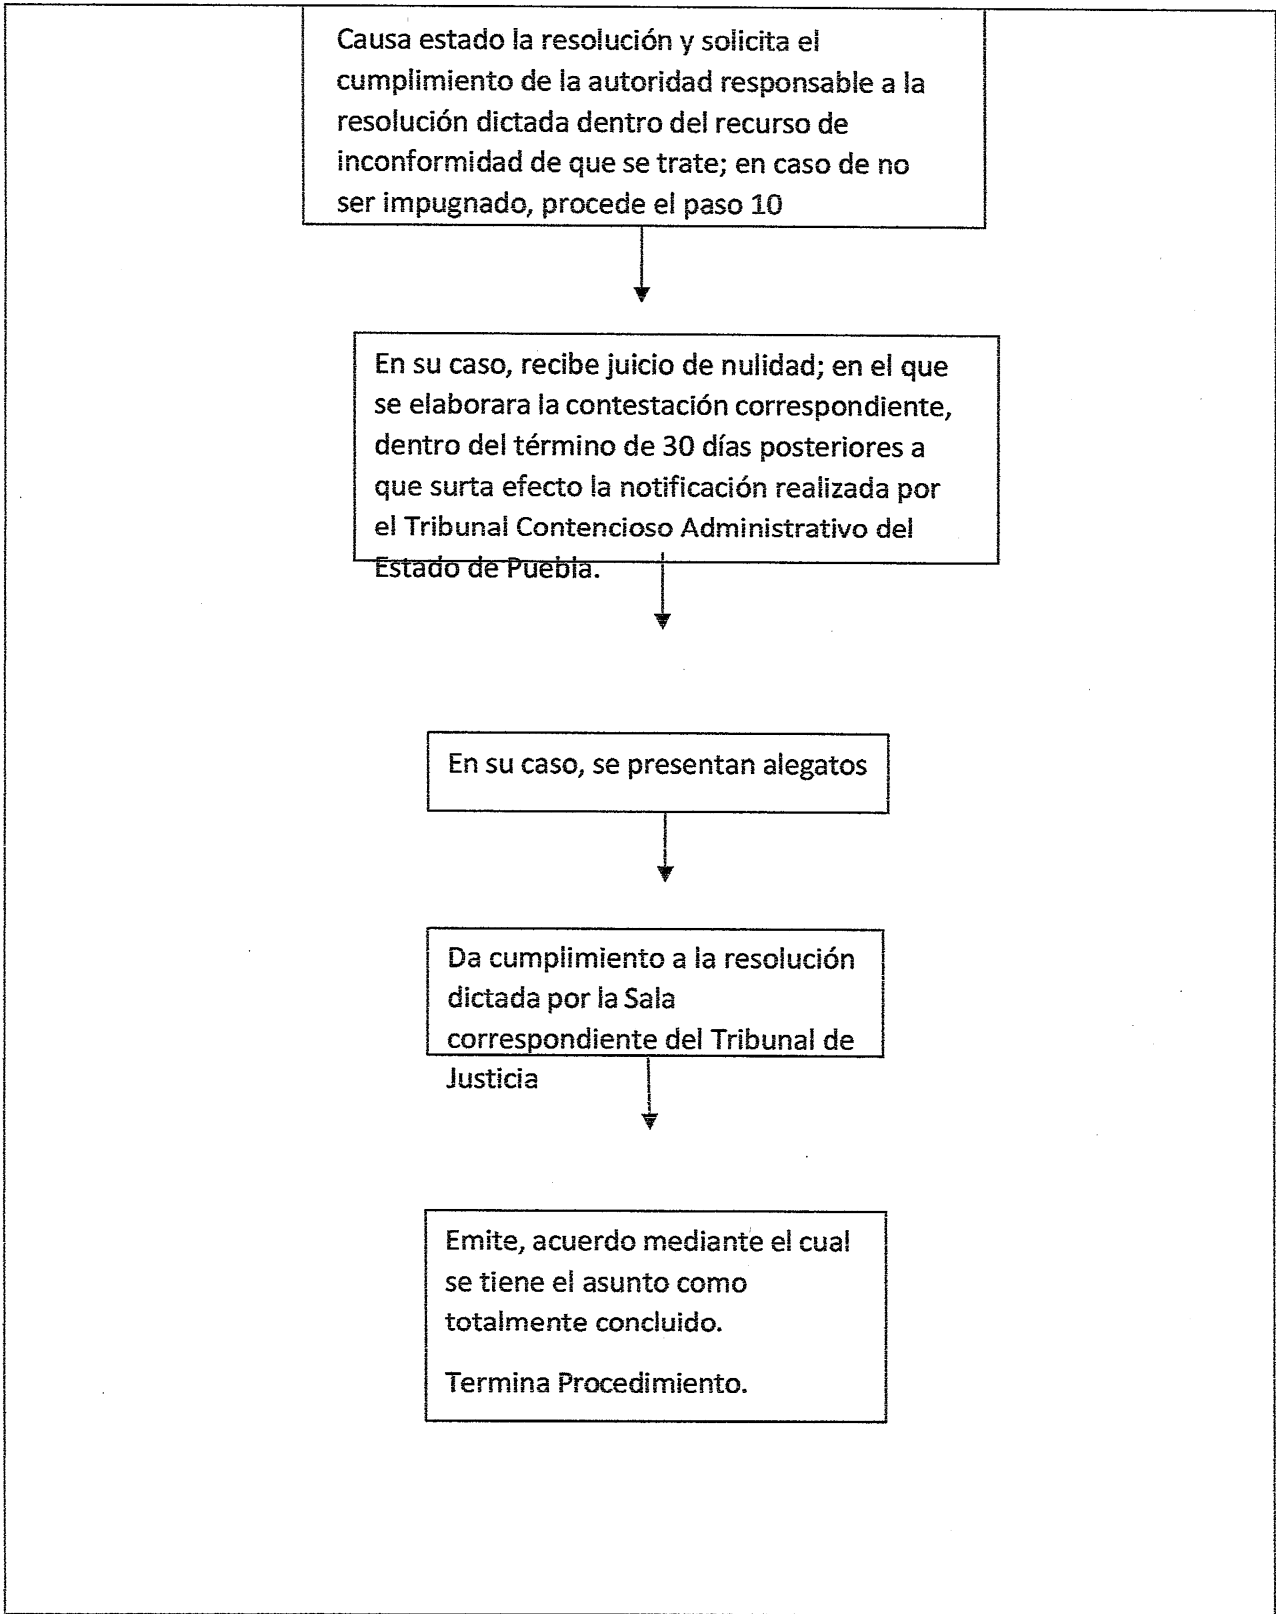 Causa estado la resolución y solicita el
cumplimiento de la autoridad responsable a la
resolución dictada dentro del recurso de
inconformidad de que se trate; en caso de no
ser impugnado, procede el paso 10
En su caso, recibe juicio de nulidad; en el que
se elaborara la contestación correspondiente,
dentro del término de 30 días posteriores a
que surta efecto la notificación realizada por
el Tribunal Contencioso Administrativo del
Estado de Puebla.
En su caso, se presentan alegatos
Da cumplimiento a la resolución
dictada por la Sala
correspondiente del Tribunal de
Justicia
Emite, acuerdo mediante el cual
se tiene el asunto como
totalmente concluido.
Termina Procedimiento.